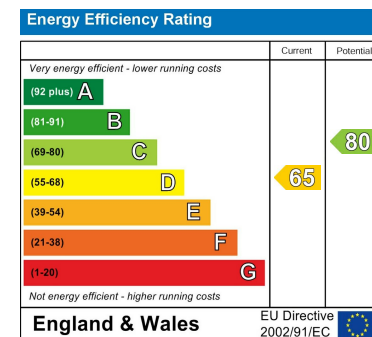 Energy Efficiency Rating
Current Potential
Very energy efficient - lower running costs
(92 plus) A
(81-91) B
(69-80) C
80
(55-68) D
65
(39-54) E
(21-38) F
(1-20) G
Not energy efficient - higher running costs
England & Wales
EU Directive
2002/91/EC